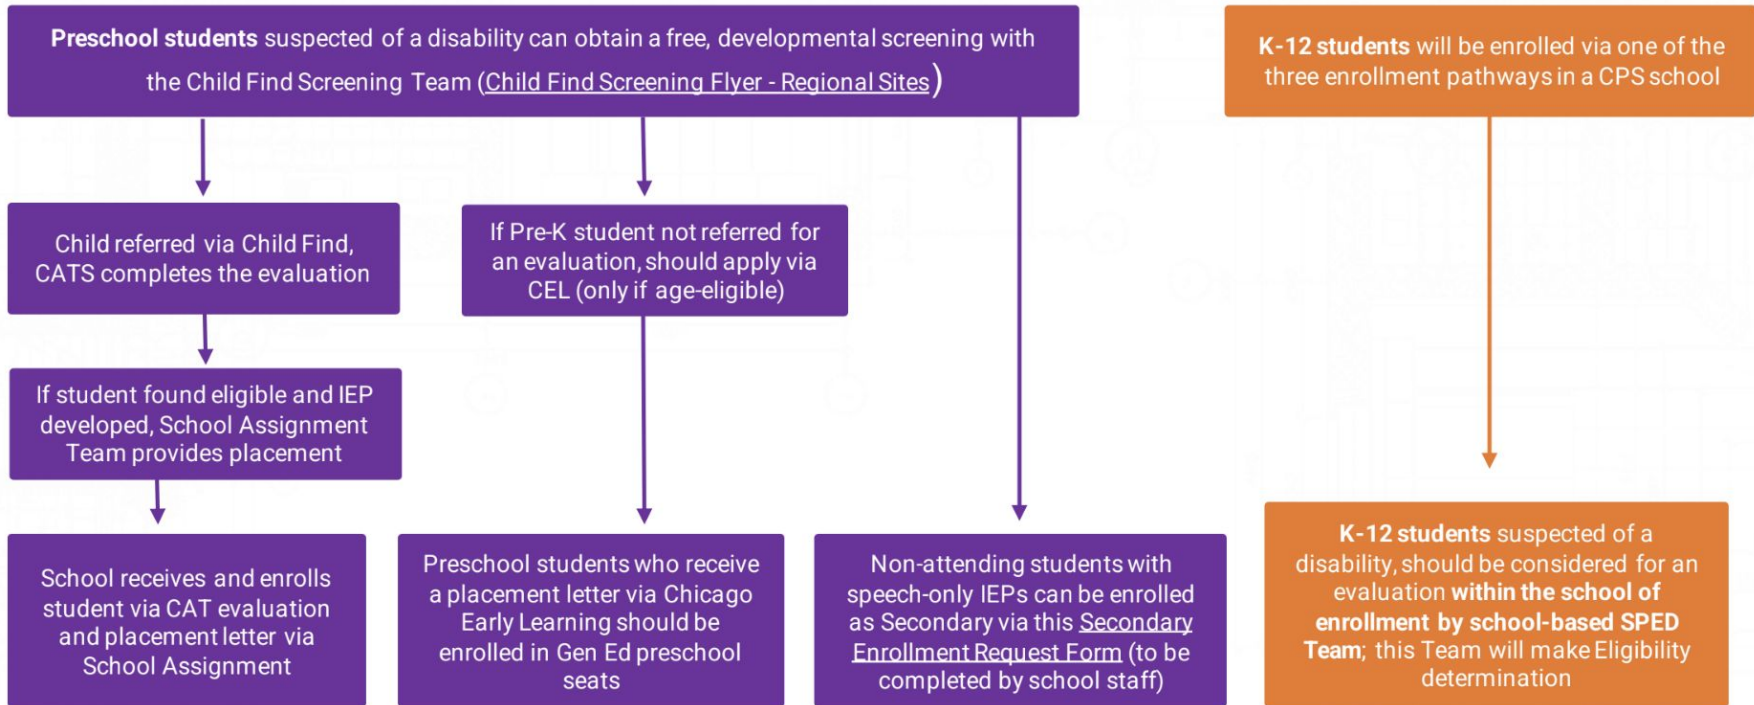 Preschool students suspected of a disability can obtain a free, developmental screening with
the Child Find Screening Team (Child Find Screening Flyer - Regional Sites)
K-12 students will be enrolled via one of the
three enrollment pathways in a CPS school
Child referred via Child Find,
CATS completes the evaluation
If Pre-K student not referred for
an evaluation, should apply via
CEL (only if age-eligible)
If student found eligible and IEP
developed, School Assignment
Team provides placement
School receives and enrolls
student via CAT evaluation
and placement letter via
School Assignment
Preschool students who receive
a placement letter via Chicago
Early Learning should be
enrolled in Gen Ed preschool
seats
Non-attending students with
speech-only IEPs can be enrolled
as Secondary via this Secondary
Enrollment Request Form (to be
completed by school staff)
K-12 students suspected of a
disability, should be considered for an
evaluation within the school of
enrollment by school-based SPED
Team; this Team will make Eligibility
determination